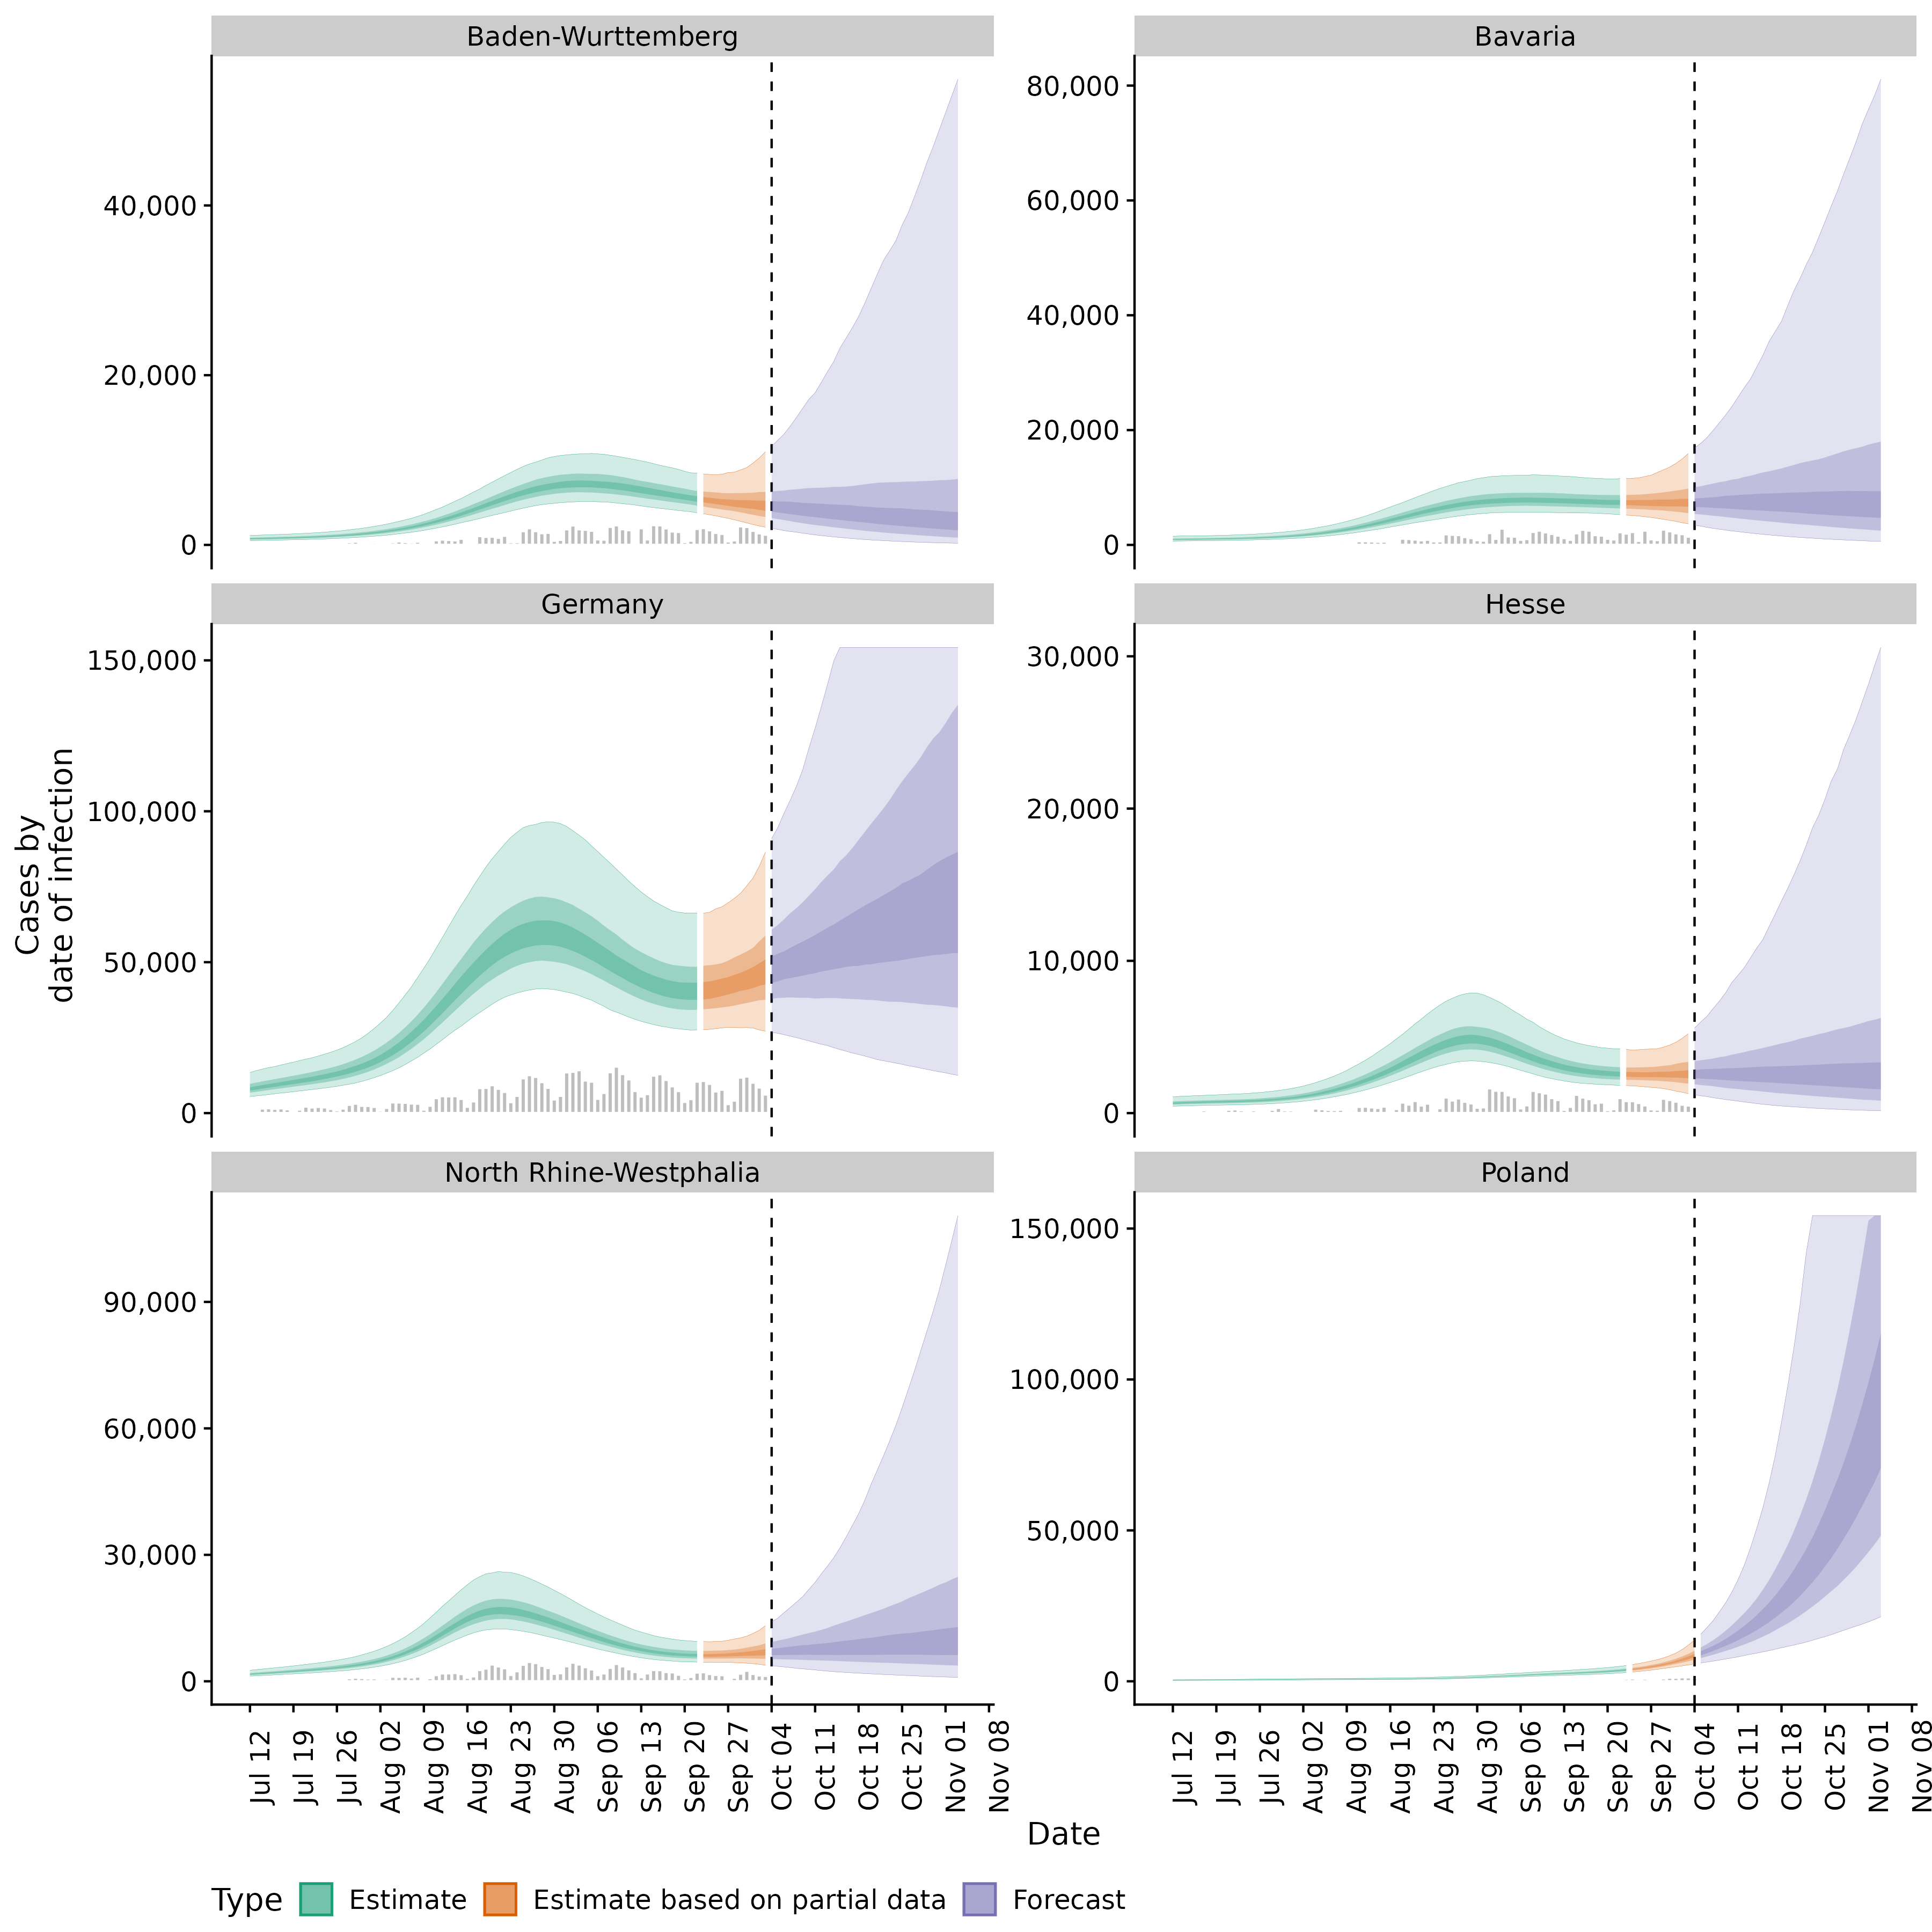 Baden-Wurttemberg
Bavaria
40,000
20,000
0
80,000
60,000
40,000
20,000
0
Germany
Hesse
150,000
100,000
50,000
0
30,000
20,000
10,000
0
Cases by
date of infection
North Rhine-Westphalia
Poland
90,000
60,000
30,000
0
150,000
100,000
50,000
0
Jul 12
Jul 19
Jul 26
Aug 02
Aug 09
Aug 16
Aug 23
Aug 30
Sep 06
Sep 13
Sep 20
Sep 27
Oct 04
Oct 11
Oct 18
Oct 25
Nov 01
Nov 08
Jul 12
Jul 19
Jul 26
Aug 02
Aug 09
Aug 16
Aug 23
Aug 30
Sep 06
Sep 13
Sep 20
Sep 27
Oct 04
Oct 11
Oct 18
Oct 25
Nov 01
Nov 08
Date
Type Estimate Estimate based on partial data Forecast